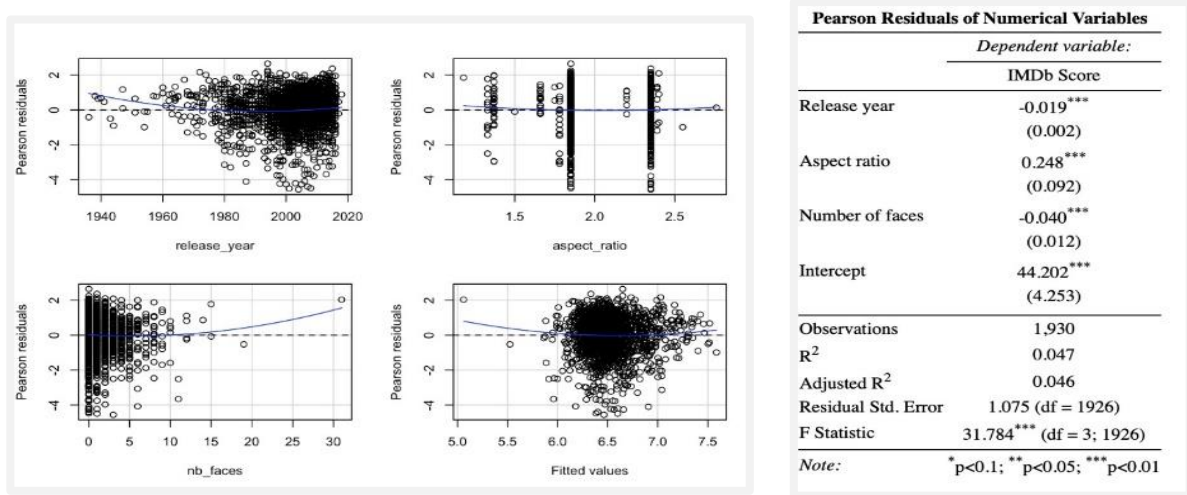 Pearson residuals
2
0
-2
-4
1940 1960 1980 2000 2020
release_year
Pearson residuals
2
0
-2
-4
1.5 2.0 2.5
aspect_ratio
Pearson residuals
2
0
-2
-4
0 5 10 15 20 25 30
nb_faces
Pearson residuals
2
0
-2
-4
5.0 5.5 6.0 6.5 7.0 7.5
Fitted values
Pearson Residuals of Numerical Variables
Dependent variable:
IMDb Score
Release year -0.019***
(0.002)
Aspect ratio 0.248***
(0.092)
Number of faces -0.040***
(0.012)
Intercept 44.202***
(4.253)
Observations 1,930
R2 0.047
Adjusted R2 0.046
Residual Std. Error 1.075 (df = 1926)
F Statistic 31.784*** (df = 3; 1926)
Note: *p<0.1; **p<0.05; ***p<0.01